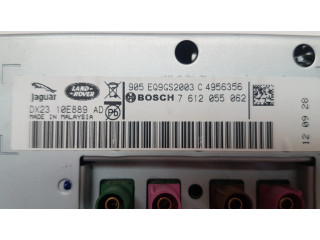 JAGUAR
LAND-
ROVER
DX23 10E889 AD
MADE IN MALAYSIA
Pb
905 EQ9GS2003 C 4956356
BOSCH 7 612 055 062
12 09 28